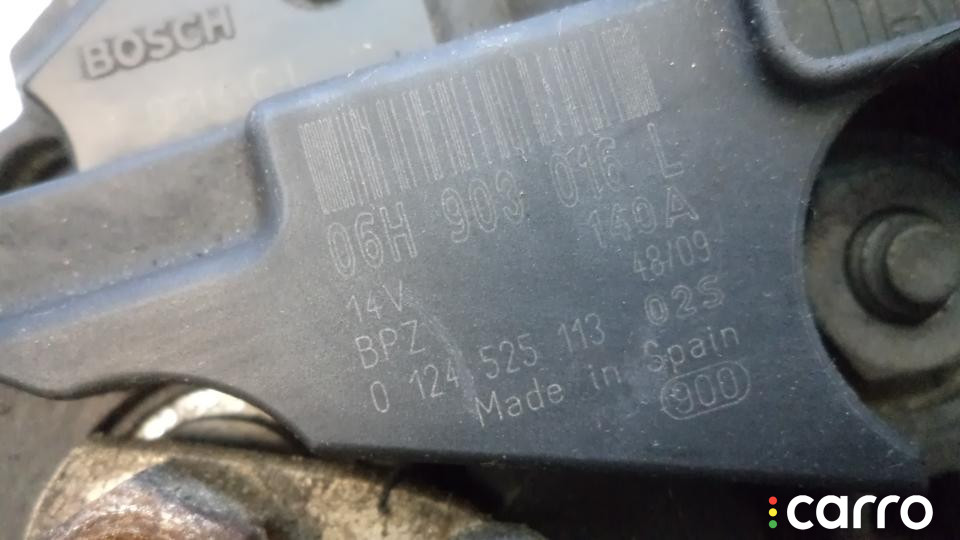 BOSCH
06H 903 016 L
14V 140A
BPZ 48/09
0 124 525 113 02S
Made in Spain
900
carro